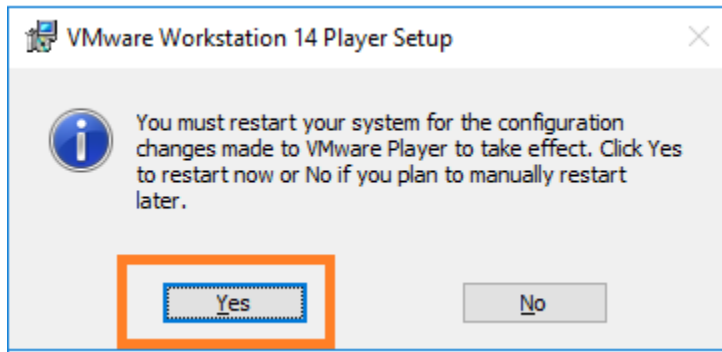 VMware Workstation 14 Player Setup
You must restart your system for the configuration
changes made to VMware Player to take effect. Click Yes
to restart now or No if you plan to manually restart
later.
Yes
No